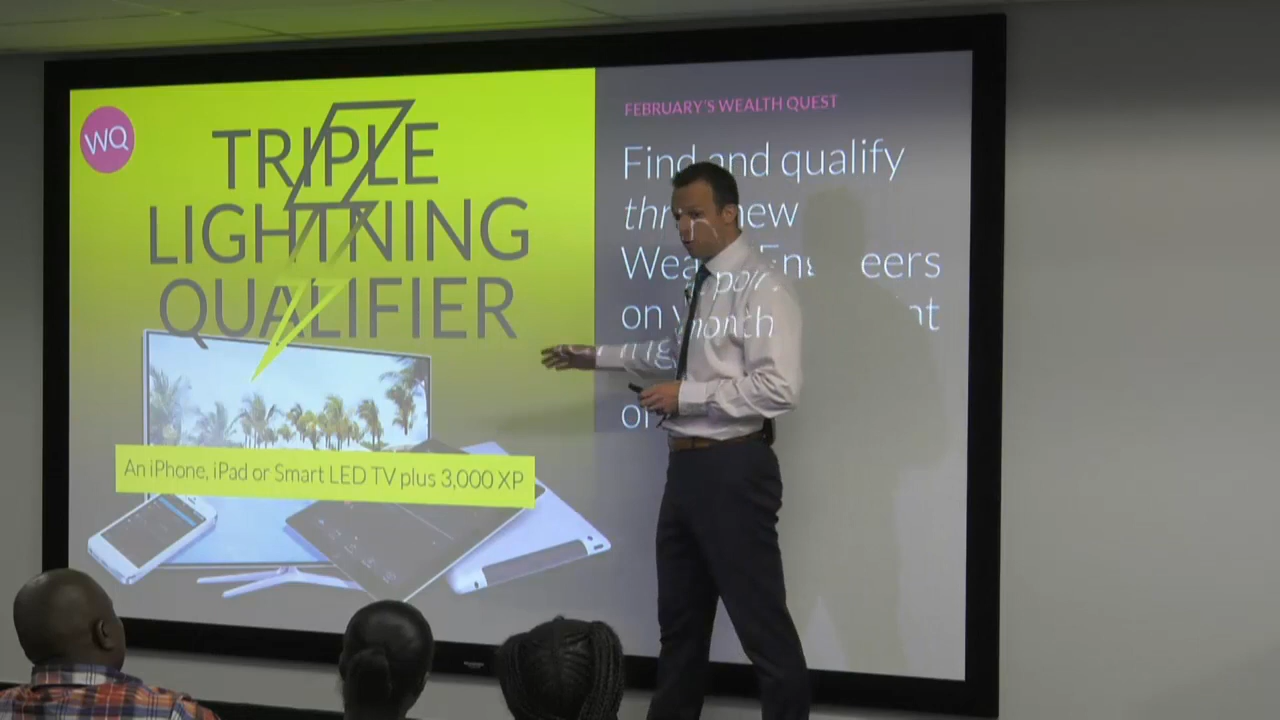 WQ
TRIPLE
LIGHTNING
QUALIFIER
An iPhone, iPad or Smart LED TV plus 3,000 XP
FEBRUARY'S WEALTH QUEST
Find and qualify
new
on
month